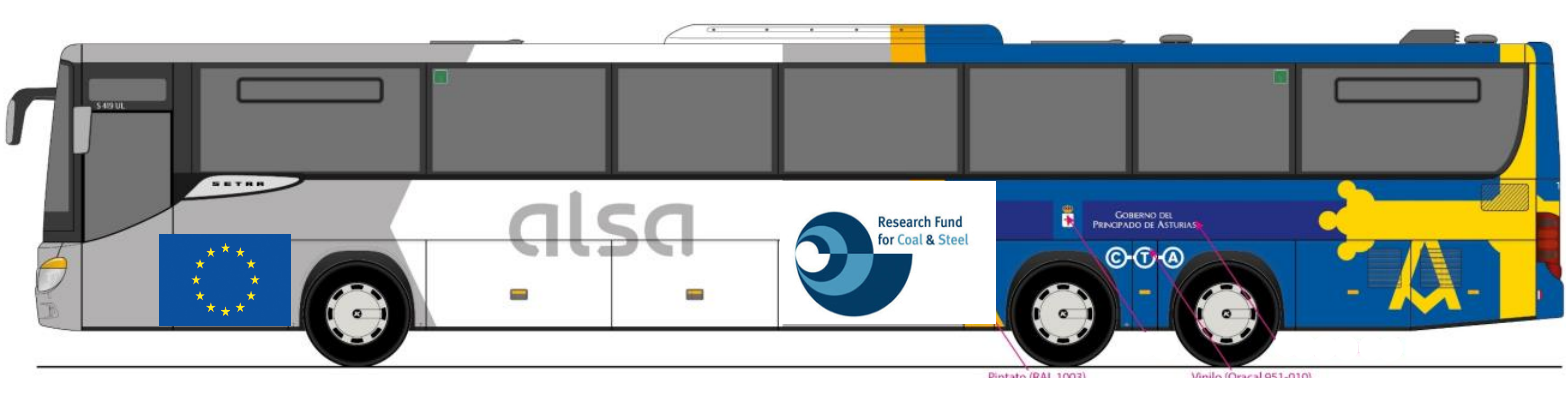 S 419 UL
SETRA
alsa
Research Fund
for Coal & Steel
GOBIERNO DEL
PRINCIPADO DE ASTURIAS
C-T-A
Pintato (RAL 1003)
Vinilo (Oracal 951-010)